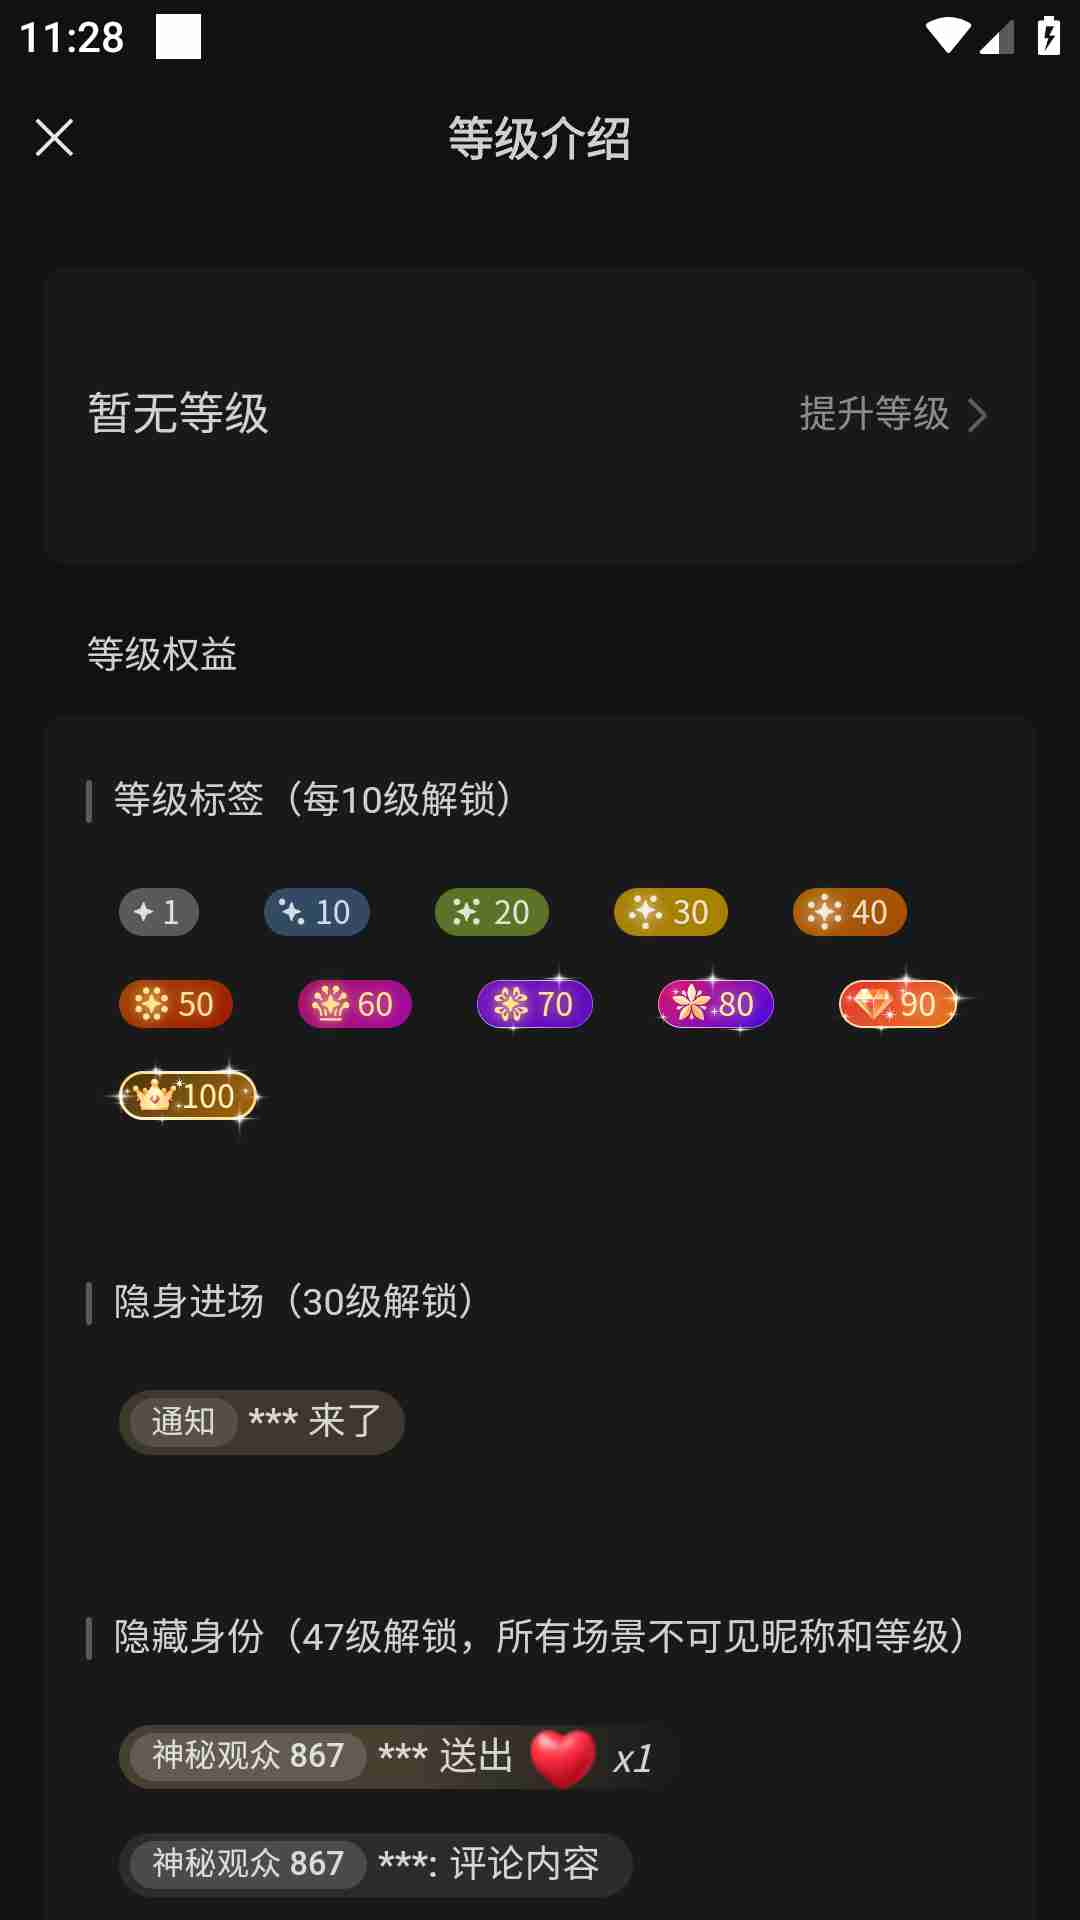 11:28
等级介绍
暂无等级 提升等级
等级权益
等级标签（每10级解锁）
1 10 20 30 40
50 60 70 80 90
100
隐身进场（30级解锁）
通知 *** 来了
隐藏身份（47级解锁，所有场景不可见昵称和等级）
神秘观众 867 *** 送出 x1
神秘观众 867 ***: 评论内容